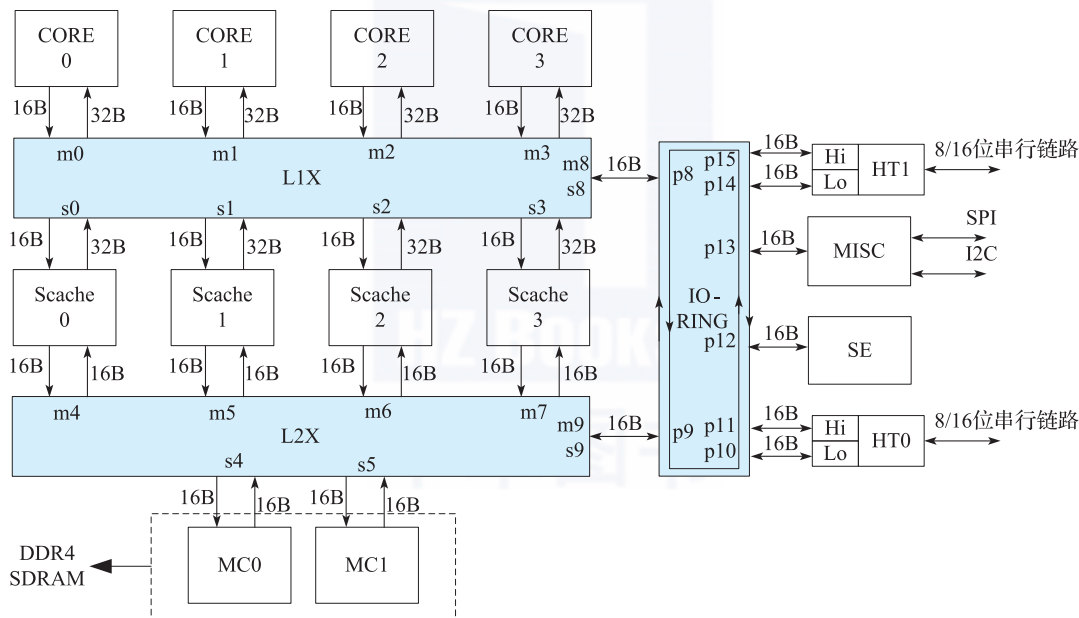 CORE 0
CORE 1
CORE 2
CORE 3
16B 32B 16B 32B 16B 32B 16B 32B
m0 m1 m2 m3
L1X
m8
s8
s0 s1 s2 s3
16B
p8
p15
p14
16B
16B
Hi
Lo
HT1
8/16位串行链路
16B 32B 16B 32B 16B 32B 16B 32B
p13
16B
MISC
SPI
I2C
Scache 0
Scache 1
Scache 2
Scache 3
IO-
RING
p12
16B
SE
HZ BOOK
16B 16B 16B 16B 16B 16B 16B 16B
m4 m5 m6 m7
L2X
m9
s9
s4 s5
16B
p9
p11
p10
16B
16B
Hi
Lo
HT0
8/16位串行链路
16B 16B 16B 16B
MC0
MC1
DDR4
SDRAM